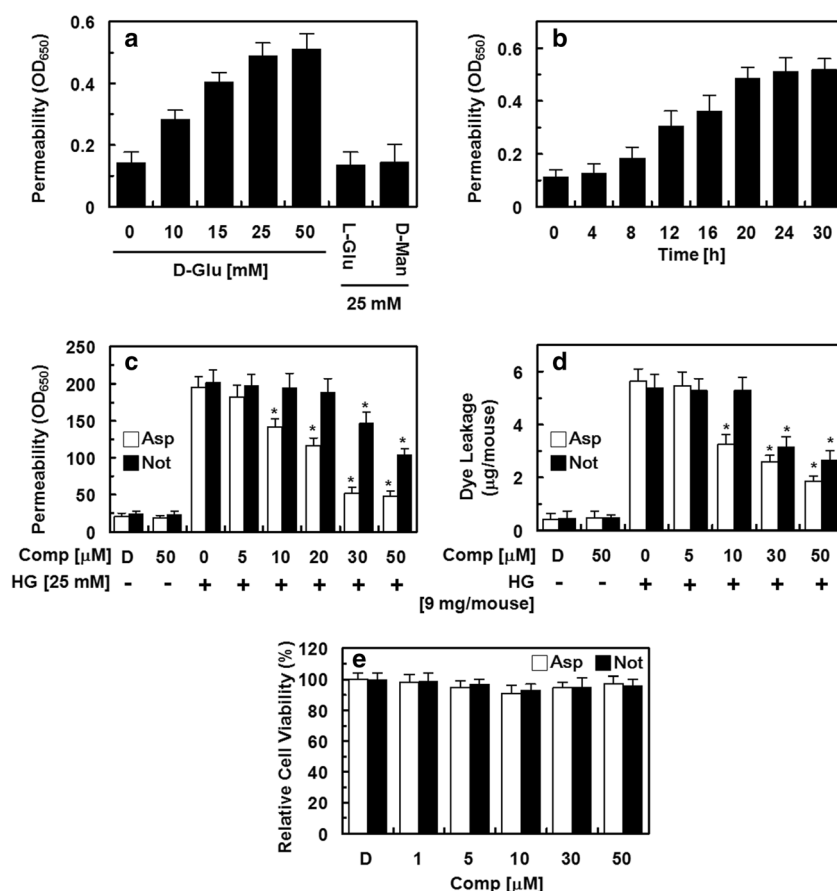 a
Permeability (OD650)
0.6
0.4
0.2
0
0 10 15 25 50 L-Glu D-Man
D-Glu [mM]
25 mM
b
Permeability (OD650)
0.6
0.4
0.2
0
0 4 8 12 16 20 24 30
Time [h]
c
Permeability (OD650)
250
200
150
100
50
0
Asp
Not
* * * * * *
Comp [μM] D 50 0 5 10 20 30 50
HG [25 mM] - - + + + + + +
d
Dye Leakage
(μg/mouse)
6
4
2
0
Asp
Not
* * * * *
Comp [μM] D 50 0 5 10 30 50
HG - - + + + + +
[9 mg/mouse]
e
Relative Cell Viability (%)
120
100
80
60
40
20
0
Asp Not
D 1 5 10 30 50
Comp [μM]